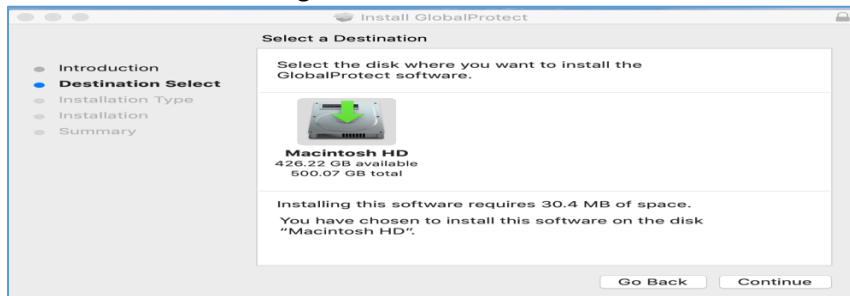 Install GlobalProtect
Select a Destination
Introduction
Destination Select
Installation Type
Installation
Summary
Select the disk where you want to install the
GlobalProtect software.
Macintosh HD
426.22 GB available
500.07 GB total
Installing this software requires 30.4 MB of space.
You have chosen to install this software on the disk
“Macintosh HD”.
Go Back
Continue